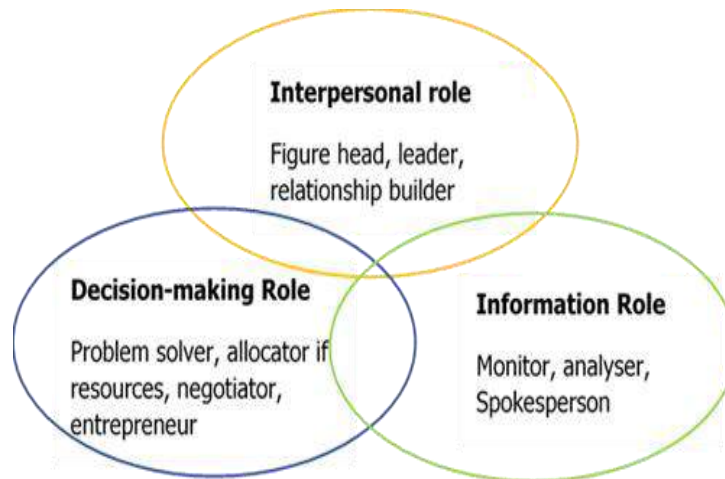 Interpersonal role
Figure head, leader,
relationship builder
Decision-making Role
Problem solver, allocator if
resources, negotiator,
entrepreneur
Information Role
Monitor, analyser,
Spokesperson